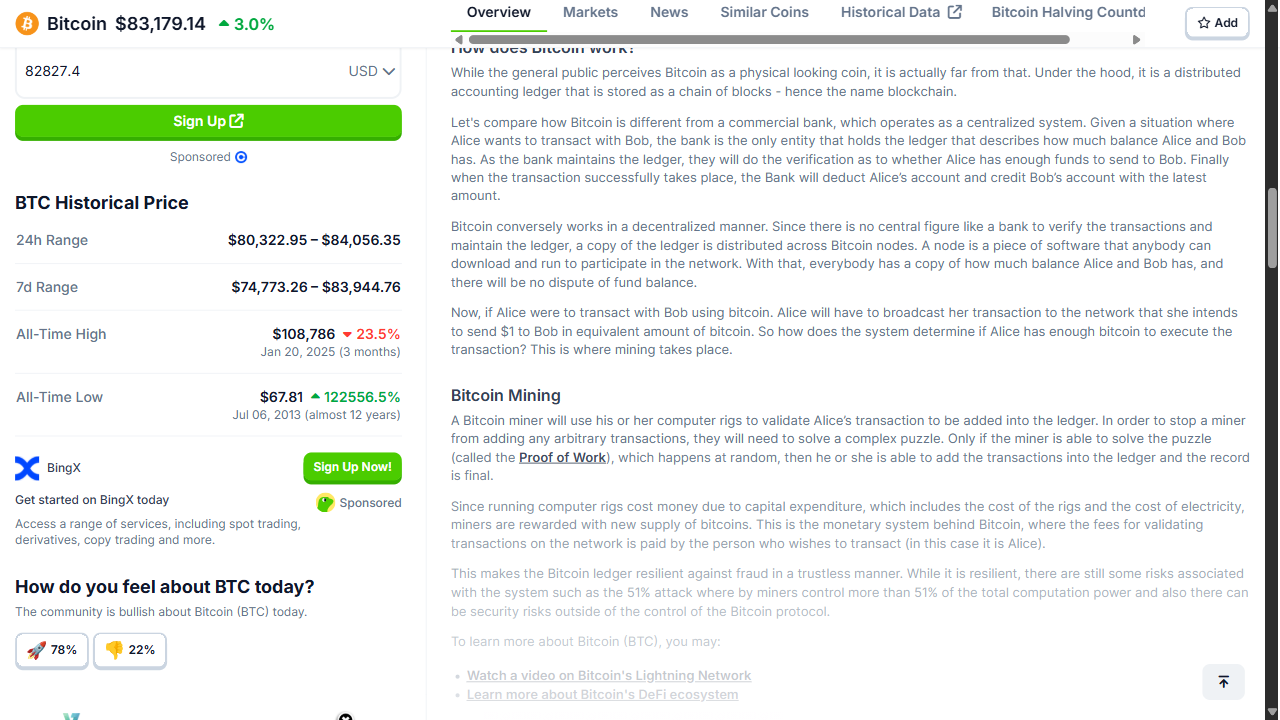 Bitcoin $83,179.14 3.0%
Overview Markets News Similar Coins Historical Data Bitcoin Halving Countd
Add
82827.4 USD
Sign Up
Sponsored
BTC Historical Price
24h Range $80,322.95 – $84,056.35
7d Range $74,773.26 – $83,944.76
All-Time High $108,786 23.5%
Jan 20, 2025 (3 months)
All-Time Low $67.81 122556.5%
Jul 06, 2013 (almost 12 years)
BingX Sign Up Now!
Get started on BingX today Sponsored
Access a range of services, including spot trading,
derivatives, copy trading and more.
How do you feel about BTC today?
The community is bullish about Bitcoin (BTC) today.
🚀 78% 👎 22%
How does Bitcoin work?
While the general public perceives Bitcoin as a physical looking coin, it is actually far from that. Under the hood, it is a distributed
accounting ledger that is stored as a chain of blocks - hence the name blockchain.
Let's compare how Bitcoin is different from a commercial bank, which operates as a centralized system. Given a situation where
Alice wants to transact with Bob, the bank is the only entity that holds the ledger that describes how much balance Alice and Bob
has. As the bank maintains the ledger, they will do the verification as to whether Alice has enough funds to send to Bob. Finally
when the transaction successfully takes place, the Bank will deduct Alice’s account and credit Bob’s account with the latest
amount.
Bitcoin conversely works in a decentralized manner. Since there is no central figure like a bank to verify the transactions and
maintain the ledger, a copy of the ledger is distributed across Bitcoin nodes. A node is a piece of software that anybody can
download and run to participate in the network. With that, everybody has a copy of how much balance Alice and Bob has, and
there will be no dispute of fund balance.
Now, if Alice were to transact with Bob using bitcoin. Alice will have to broadcast her transaction to the network that she intends
to send $1 to Bob in equivalent amount of bitcoin. So how does the system determine if Alice has enough bitcoin to execute the
transaction? This is where mining takes place.
Bitcoin Mining
A Bitcoin miner will use his or her computer rigs to validate Alice’s transaction to be added into the ledger. In order to stop a miner
from adding any arbitrary transactions, they will need to solve a complex puzzle. Only if the miner is able to solve the puzzle
(called the Proof of Work), which happens at random, then he or she is able to add the transactions into the ledger and the record
is final.
Since running computer rigs cost money due to capital expenditure, which includes the cost of the rigs and the cost of electricity,
miners are rewarded with new supply of bitcoins. This is the monetary system behind Bitcoin, where the fees for validating
transactions on the network is paid by the person who wishes to transact (in this case it is Alice).
This makes the Bitcoin ledger resilient against fraud in a trustless manner. While it is resilient, there are still some risks associated
with the system such as the 51% attack where by miners control more than 51% of the total computation power and also there can
be security risks outside of the control of the Bitcoin protocol.
To learn more about Bitcoin (BTC), you may:
• Watch a video on Bitcoin's Lightning Network
• Learn more about Bitcoin's DeFi ecosystem